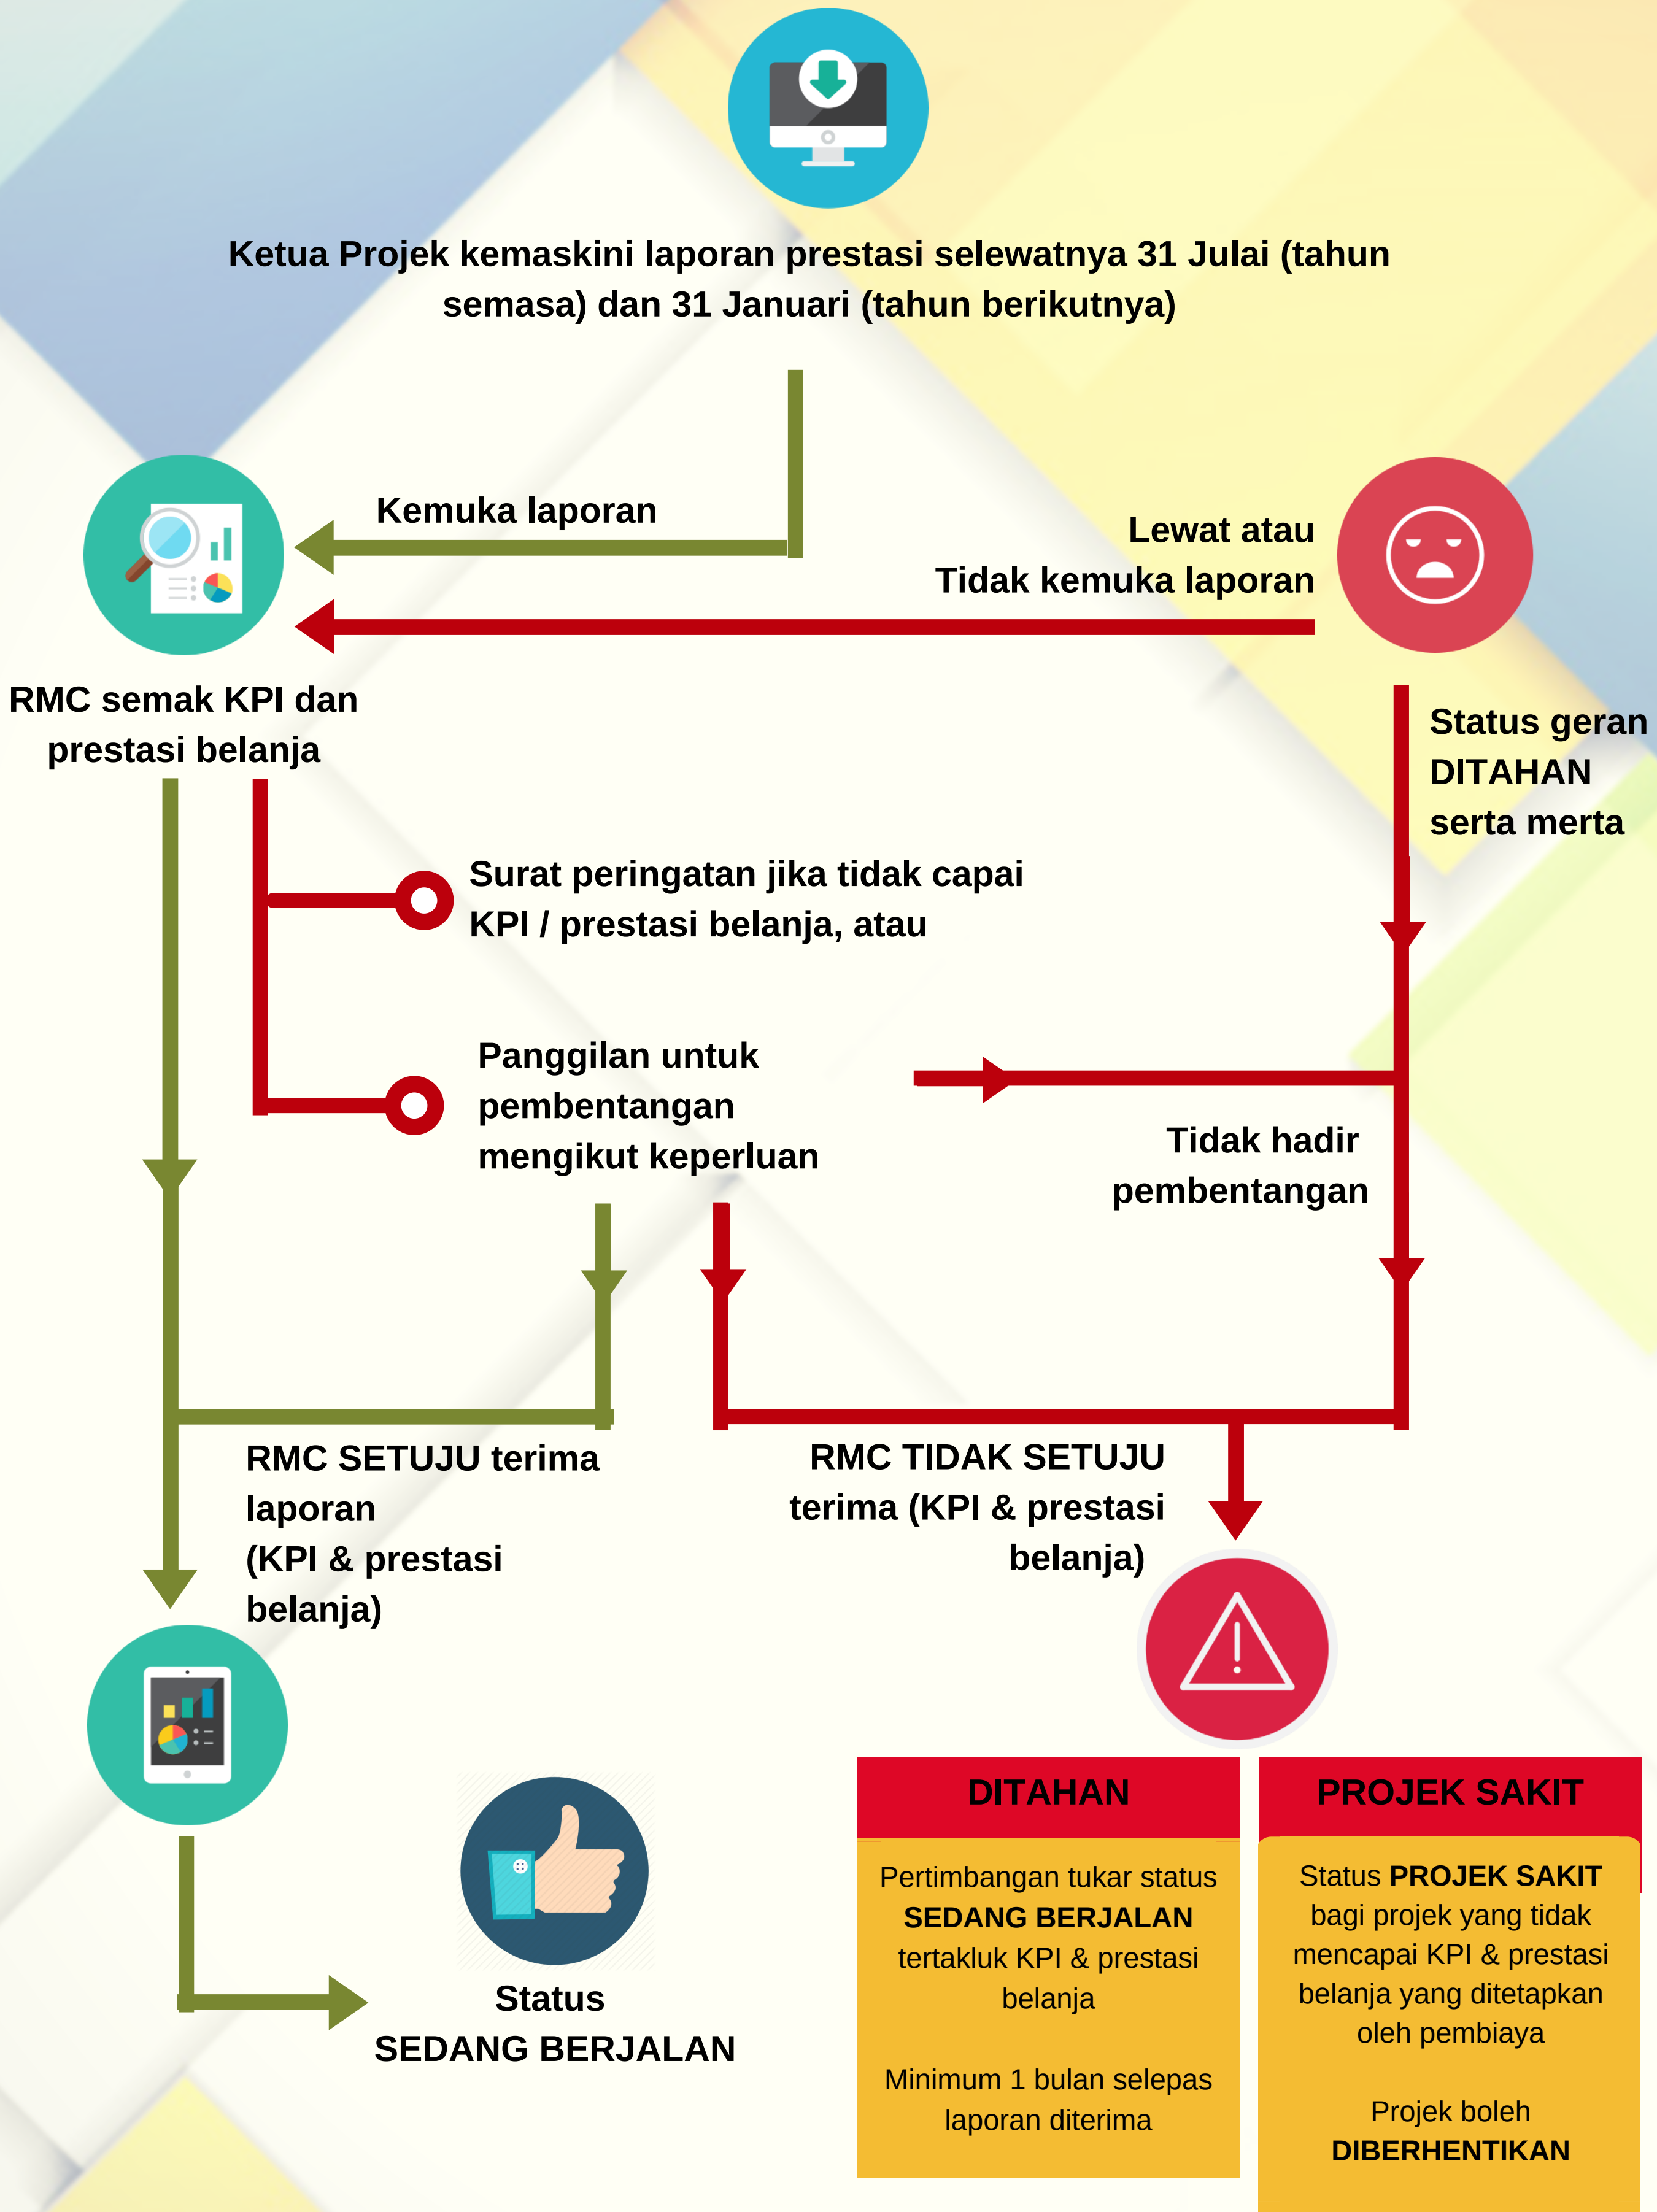 Ketua Projek kemaskini laporan prestasi selewatnya 31 Julai (tahun
semasa) dan 31 Januari (tahun berikutnya)
Kemuka laporan
Lewat atau
Tidak kemuka laporan
RMC semak KPI dan
prestasi belanja
Status geran
DITAHAN
serta merta
Surat peringatan jika tidak capai
KPI / prestasi belanja, atau
Panggilan untuk
pembentangan
mengikut keperluan
Tidak hadir
pembentangan
RMC SETUJU terima
laporan
(KPI & prestasi
belanja)
RMC TIDAK SETUJU
terima (KPI & prestasi
belanja)
Status
SEDANG BERJALAN
DITAHAN
Pertimbangan tukar status
SEDANG BERJALAN
tertakluk KPI & prestasi
belanja
Minimum 1 bulan selepas
laporan diterima
PROJEK SAKIT
Status PROJEK SAKIT
bagi projek yang tidak
mencapai KPI & prestasi
belanja yang ditetapkan
oleh pembiaya
Projek boleh
DIBERHENTIKAN